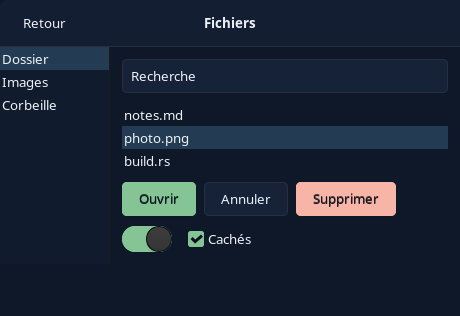 Retour
Fichiers
Dossier
Images
Corbeille
Recherche
notes.md
photo.png
build.rs
Ouvrir
Annuler
Supprimer
Cachés